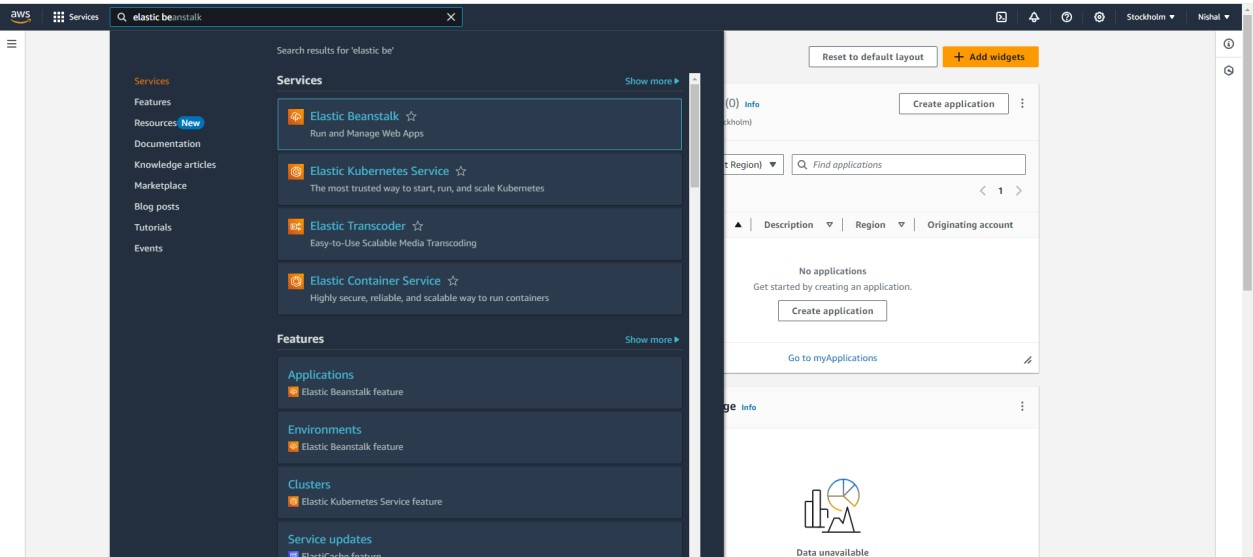 aws
Services
elastic beanstalk
Stockholm ▼
Nishal ▼
Search results for 'elastic be'
Services
Features
Resources New
Documentation
Knowledge articles
Marketplace
Blog posts
Tutorials
Events
Services
Show more ▶
Elastic Beanstalk ☆
Run and Manage Web Apps
Elastic Kubernetes Service ☆
The most trusted way to start, run, and scale Kubernetes
Elastic Transcoder ☆
Easy-to-Use Scalable Media Transcoding
Elastic Container Service ☆
Highly secure, reliable, and scalable way to run containers
Features
Show more ▶
Applications
Elastic Beanstalk feature
Environments
Elastic Beanstalk feature
Clusters
Elastic Kubernetes Service feature
Service updates
ElastiCache feature
Reset to default layout
+ Add widgets
(0) Info
Create application
ckholm)
t Region) ▼
Find applications
< 1 >
Description
Region
Originating account
No applications
Get started by creating an application.
Create application
Go to myApplications
ge Info
Data unavailable